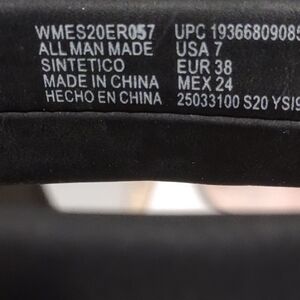 WMES20ER057 UPC 19366809085
ALL MAN MADE USA 7
SINTETICO EUR 38
MADE IN CHINA MEX 24
HECHO EN CHINA 25033100 S20 YSI9